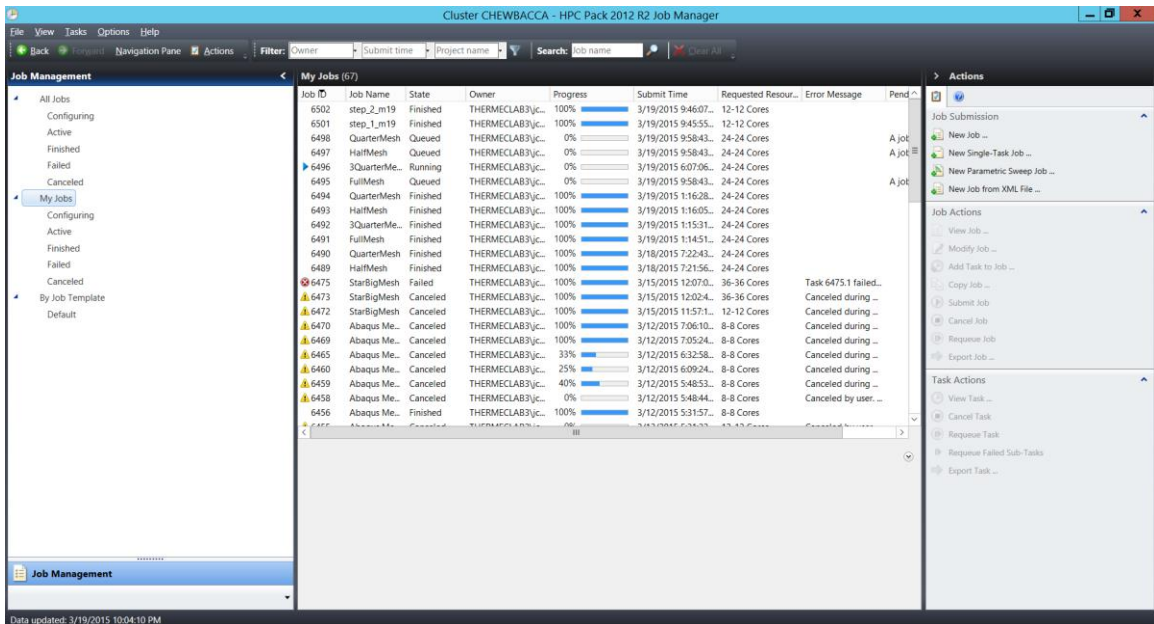 Cluster CHEWBACCA - HPC Pack 2012 R2 Job Manager
File View Tasks Options Help
Back Forward Navigation Pane Actions Filter: Owner Submit time Project name Search: Job name Clear All
Job Management
All Jobs
Configuring
Active
Finished
Failed
Canceled
My Jobs
Configuring
Active
Finished
Failed
Canceled
By Job Template
Default
Job Management
My Jobs (67)
Job ID Job Name State Owner Progress Submit Time Requested Resour... Error Message Pend
6502 step_2_m19 Finished THERMECLAB3\jc... 100% 3/19/2015 9:46:07... 12-12 Cores
6501 step_1_m19 Finished THERMECLAB3\jc... 100% 3/19/2015 9:45:55... 12-12 Cores
6498 QuarterMesh Queued THERMECLAB3\jc... 0% 3/19/2015 9:58:43... 24-24 Cores A jot
6497 HalfMesh Queued THERMECLAB3\jc... 0% 3/19/2015 9:58:43... 24-24 Cores A jot
6496 3QuarterMe... Running THERMECLAB3\jc... 0% 3/19/2015 6:07:06... 24-24 Cores
6495 FullMesh Queued THERMECLAB3\jc... 0% 3/19/2015 9:58:43... 24-24 Cores A jot
6494 QuarterMesh Finished THERMECLAB3\jc... 100% 3/19/2015 1:16:28... 24-24 Cores
6493 HalfMesh Finished THERMECLAB3\jc... 100% 3/19/2015 1:16:05... 24-24 Cores
6492 3QuarterMe... Finished THERMECLAB3\jc... 100% 3/19/2015 1:15:31... 24-24 Cores
6491 FullMesh Finished THERMECLAB3\jc... 100% 3/19/2015 1:14:51... 24-24 Cores
6490 QuarterMesh Finished THERMECLAB3\jc... 100% 3/18/2015 7:22:43... 24-24 Cores
6489 HalfMesh Finished THERMECLAB3\jc... 100% 3/18/2015 7:21:56... 24-24 Cores
6475 StarBigMesh Failed THERMECLAB3\jc... 100% 3/15/2015 12:07:0... 36-36 Cores Task 6475.1 failed...
6473 StarBigMesh Canceled THERMECLAB3\jc... 100% 3/15/2015 12:02:4... 36-36 Cores Canceled during ...
6472 StarBigMesh Canceled THERMECLAB3\jc... 100% 3/15/2015 11:57:1... 12-12 Cores Canceled during ...
6470 Abaqus Me... Canceled THERMECLAB3\jc... 100% 3/12/2015 7:06:10... 8-8 Cores Canceled during ...
6469 Abaqus Me... Canceled THERMECLAB3\jc... 100% 3/12/2015 7:05:24... 8-8 Cores Canceled during ...
6465 Abaqus Me... Canceled THERMECLAB3\jc... 33% 3/12/2015 6:32:58... 8-8 Cores Canceled during ...
6460 Abaqus Me... Canceled THERMECLAB3\jc... 25% 3/12/2015 6:09:24... 8-8 Cores Canceled during ...
6459 Abaqus Me... Canceled THERMECLAB3\jc... 40% 3/12/2015 5:48:53... 8-8 Cores Canceled during ...
6458 Abaqus Me... Canceled THERMECLAB3\jc... 0% 3/12/2015 5:48:44... 8-8 Cores Canceled by user. ...
6456 Abaqus Me... Finished THERMECLAB3\jc... 100% 3/12/2015 5:31:57... 8-8 Cores
Actions
Job Submission
New Job ...
New Single-Task Job ...
New Parametric Sweep Job ...
New Job from XML File ...
Job Actions
View Job ...
Modify Job ...
Add Task to Job ...
Copy Job ...
Submit Job
Cancel Job
Requeue Job
Export Job ...
Task Actions
View Task ...
Cancel Task
Requeue Task
Requeue Failed Sub-Tasks
Export Task ...
Data updated: 3/19/2015 10:04:10 PM